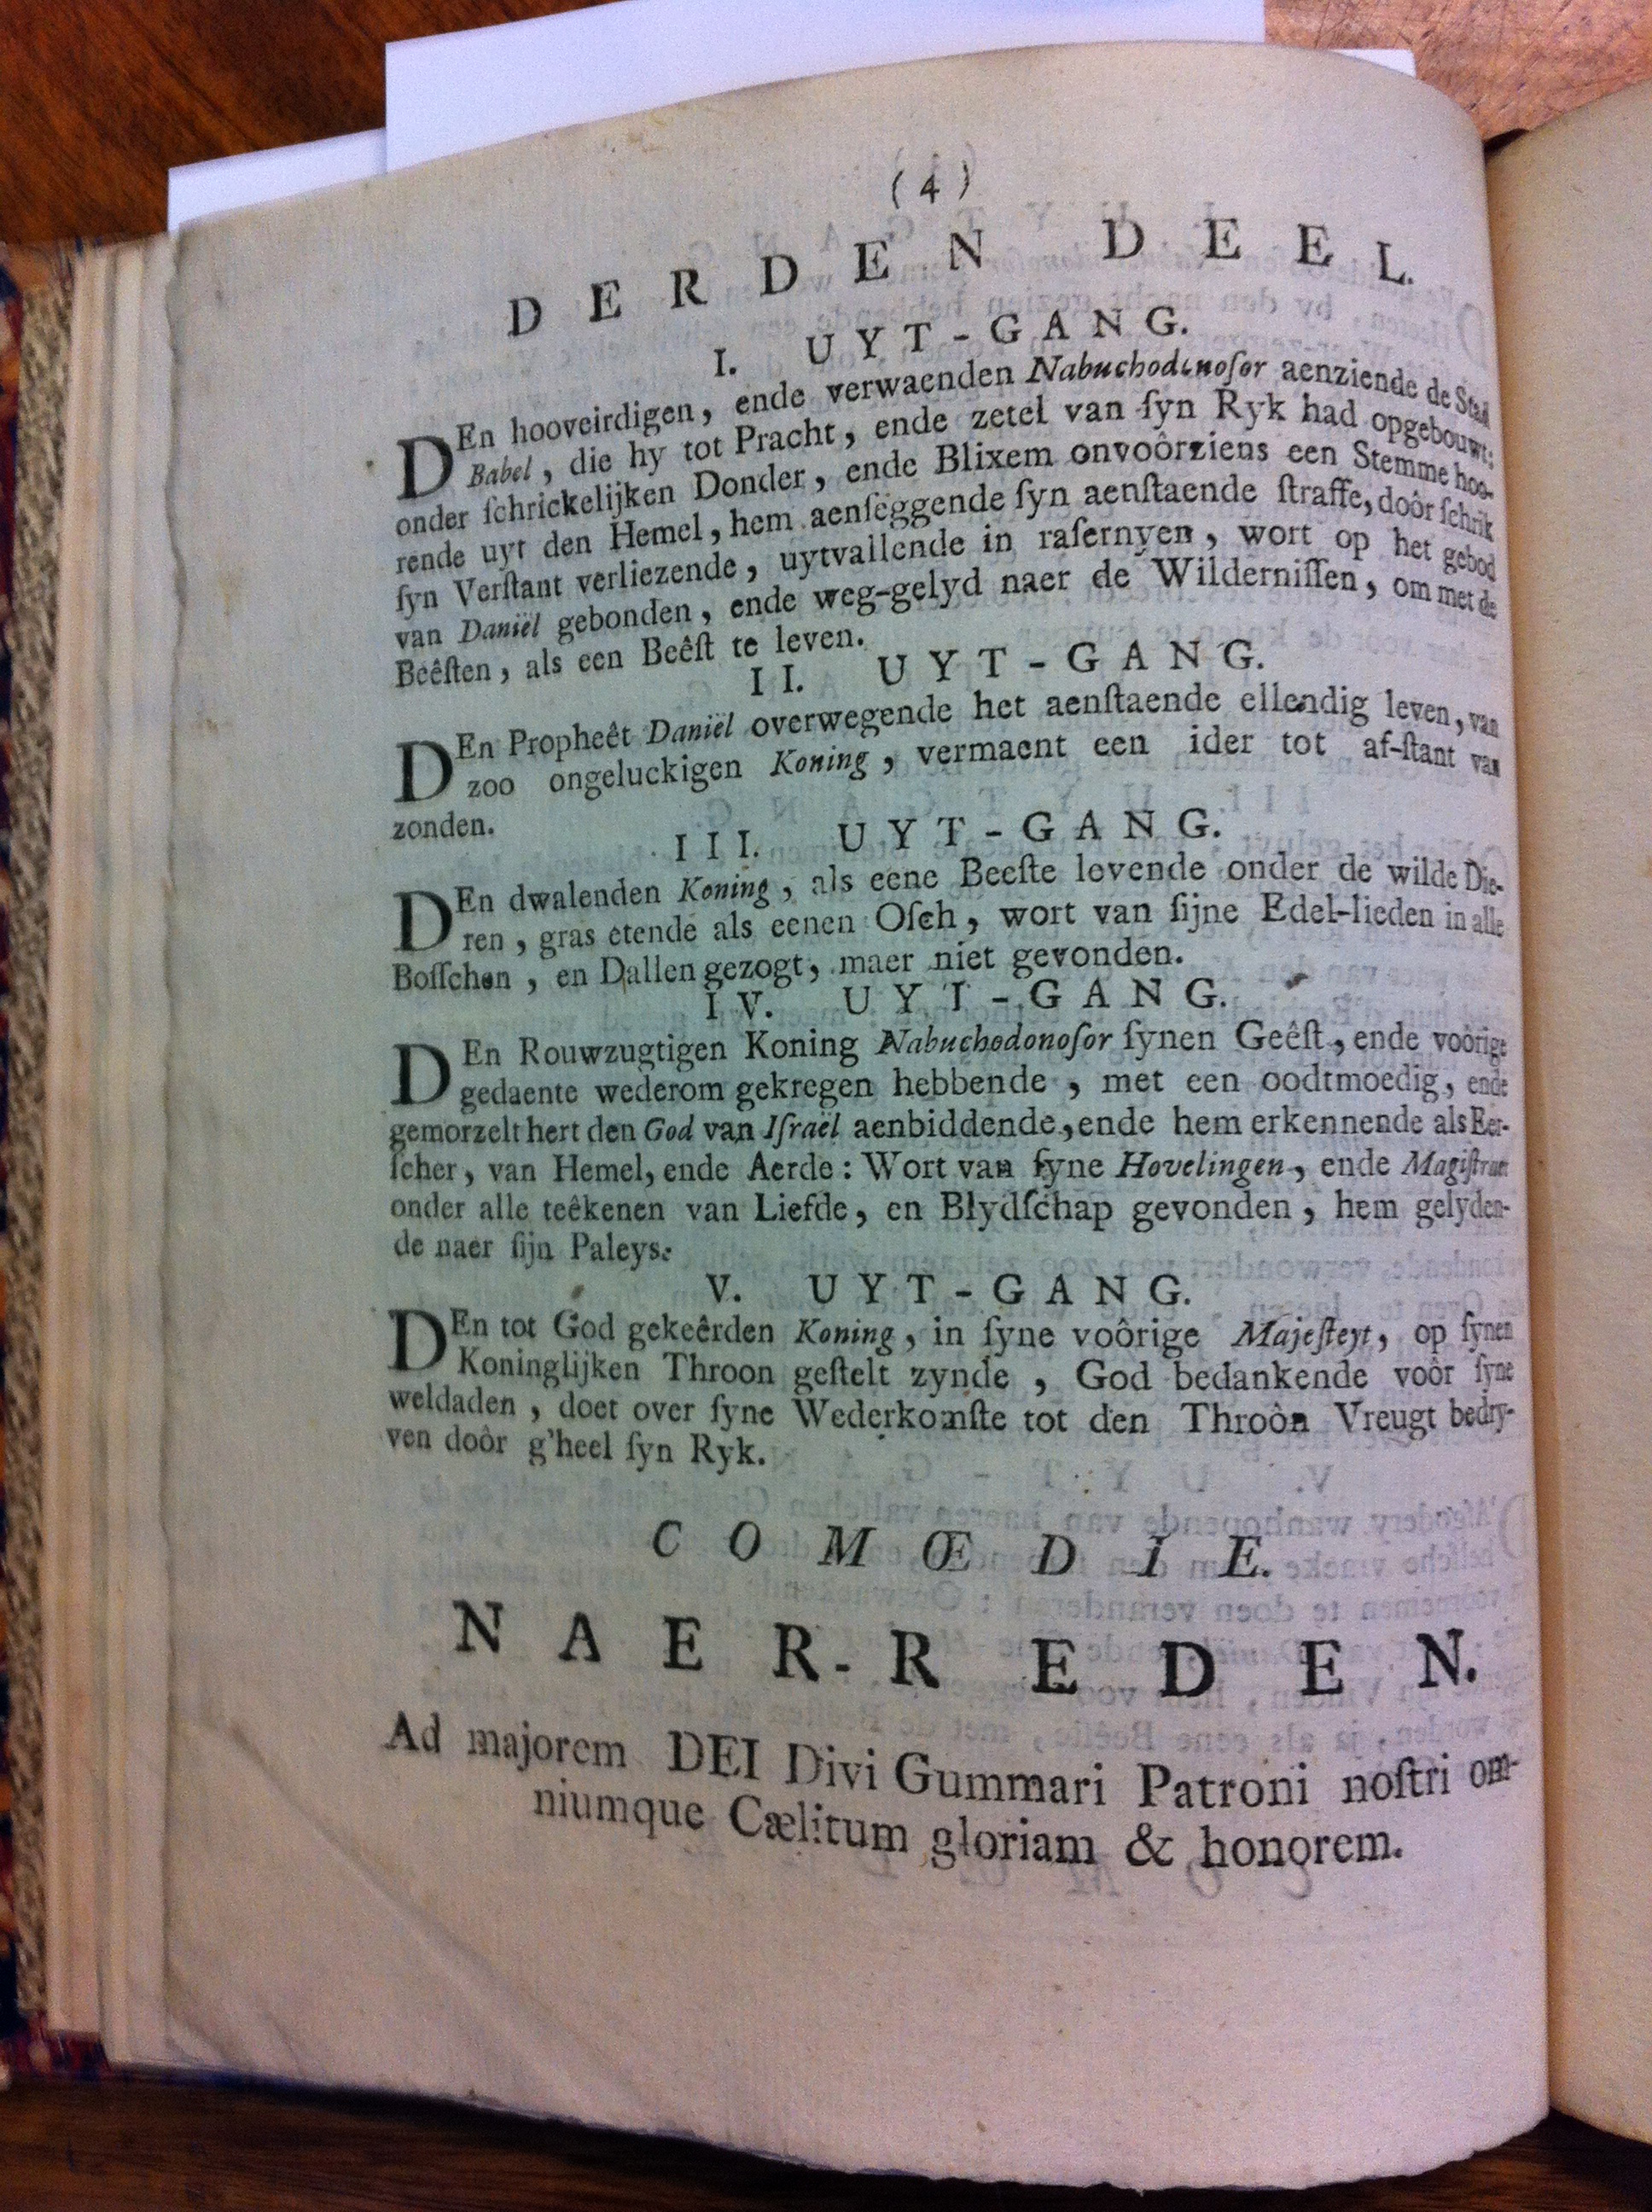 ( 4 )
DERDEN DEEL.
I. UYT-GANG.
DEn hooveirdigen, ende verwaenden Nabuchodonoſor aenziende de Stad
Babel, die hy tot Pracht, ende zetel van ſyn Ryk had opgebouwt;
onder ſchrickelijken Donder, ende Blixem onvoôrziens een Stemme hoo-
rende uyt den Hemel, hem aenſeggende ſyn aenſtaende ſtraffe, doôr ſchrik
ſyn Verſtant verliezende, uytvallende in raſernyen, wort op het gebod
van Daniël gebonden, ende weg-gelyd naer de Wilderniſſen, om met de
Beêſten, als een Beêſt te leven.
II. UYT-GANG.
DEn Propheêt Daniël overwegende het aenſtaende ellendig leven, van
zoo ongeluckigen Koning, vermaent een ider tot af-ſtant van
zonden.
III. UYT-GANG.
DEn dwalenden Koning, als eene Beeſte levende onder de wilde Die-
ren, gras etende als eenen Oſch, wort van ſijne Edel-lieden in alle
Boſſchen, en Dallen gezogt, maer niet gevonden.
IV. UYT-GANG.
DEn Rouwzugtigen Koning Nabuchodonoſor ſynen Geêſt, ende voôrige
gedaente wederom gekregen hebbende, met een oodtmoedig, ende
gemorzelt hert den God van Iſraël aenbiddende, ende hem erkennende als Eer-
ſcher, van Hemel, ende Aerde: Wort van ſyne Hovelingen, ende
onder alle teêkenen van Liefde, en Blydſchap gevonden, hem gelyden-
de naer ſijn Paleys.
V. UYT-GANG.
DEn tot God gekeêrden Koning, in ſyne voôrige Majeſteyt, op ſynen
Koninglijken Throon geſtelt zynde, God bedankende voôr ſyne
weldaden, doet over ſyne Wederkomſte tot den Throôn Vreugt bedry-
ven doôr g'heel ſyn Ryk.
COMŒDIE.
NAER-REDEN.
Ad majorem DEI Divi Gummari Patroni noſtri om-
niumque Cælitum gloriam & honorem.